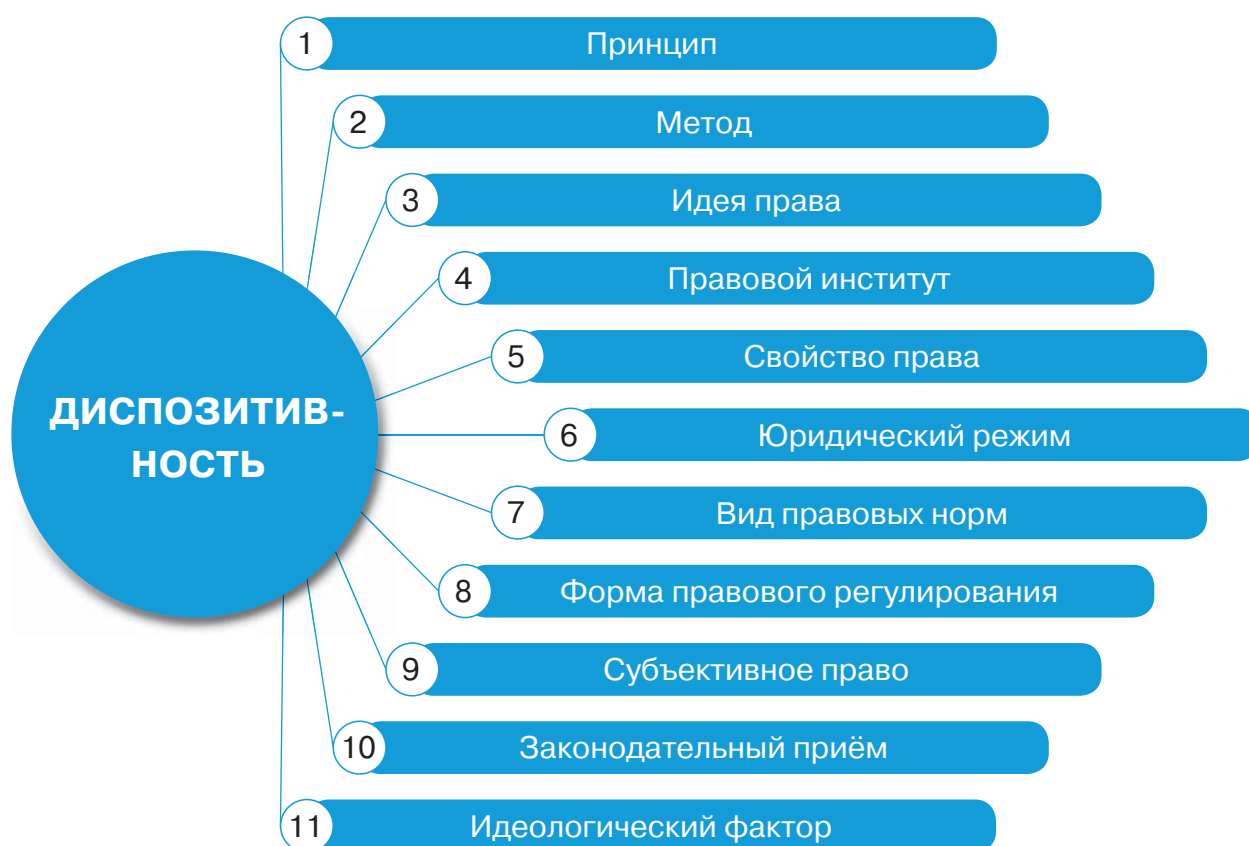 1 Принцип
2 Метод
3 Идея права
4 Правовой институт
5 Свойство права
ДИСПОЗИТИВ-
НОСТЬ
6 Юридический режим
7 Вид правовых норм
8 Форма правового регулирования
9 Субъективное право
10 Законодательный приём
11 Идеологический фактор